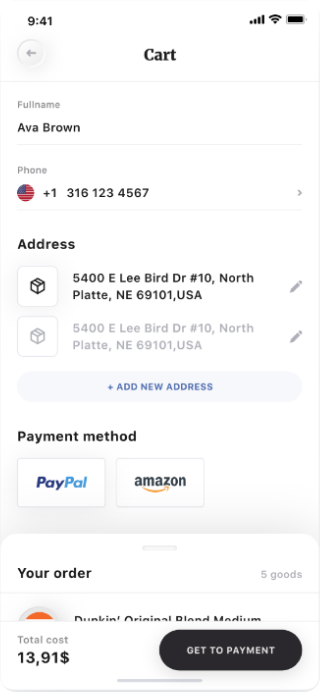 9:41
Cart
Fullname
Ava Brown
Phone
+1 316 123 4567
Address
5400 E Lee Bird Dr #10, North
Platte, NE 69101,USA
5400 E Lee Bird Dr #10, North
Platte, NE 69101,USA
+ ADD NEW ADDRESS
Payment method
PayPal
amazon
Your order
5 goods
Dunkin' Original Blend Medium
Total cost
13,91$
GET TO PAYMENT